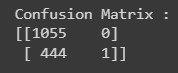 Confusion Matrix :
[[1055    0]
 [ 444    1]]